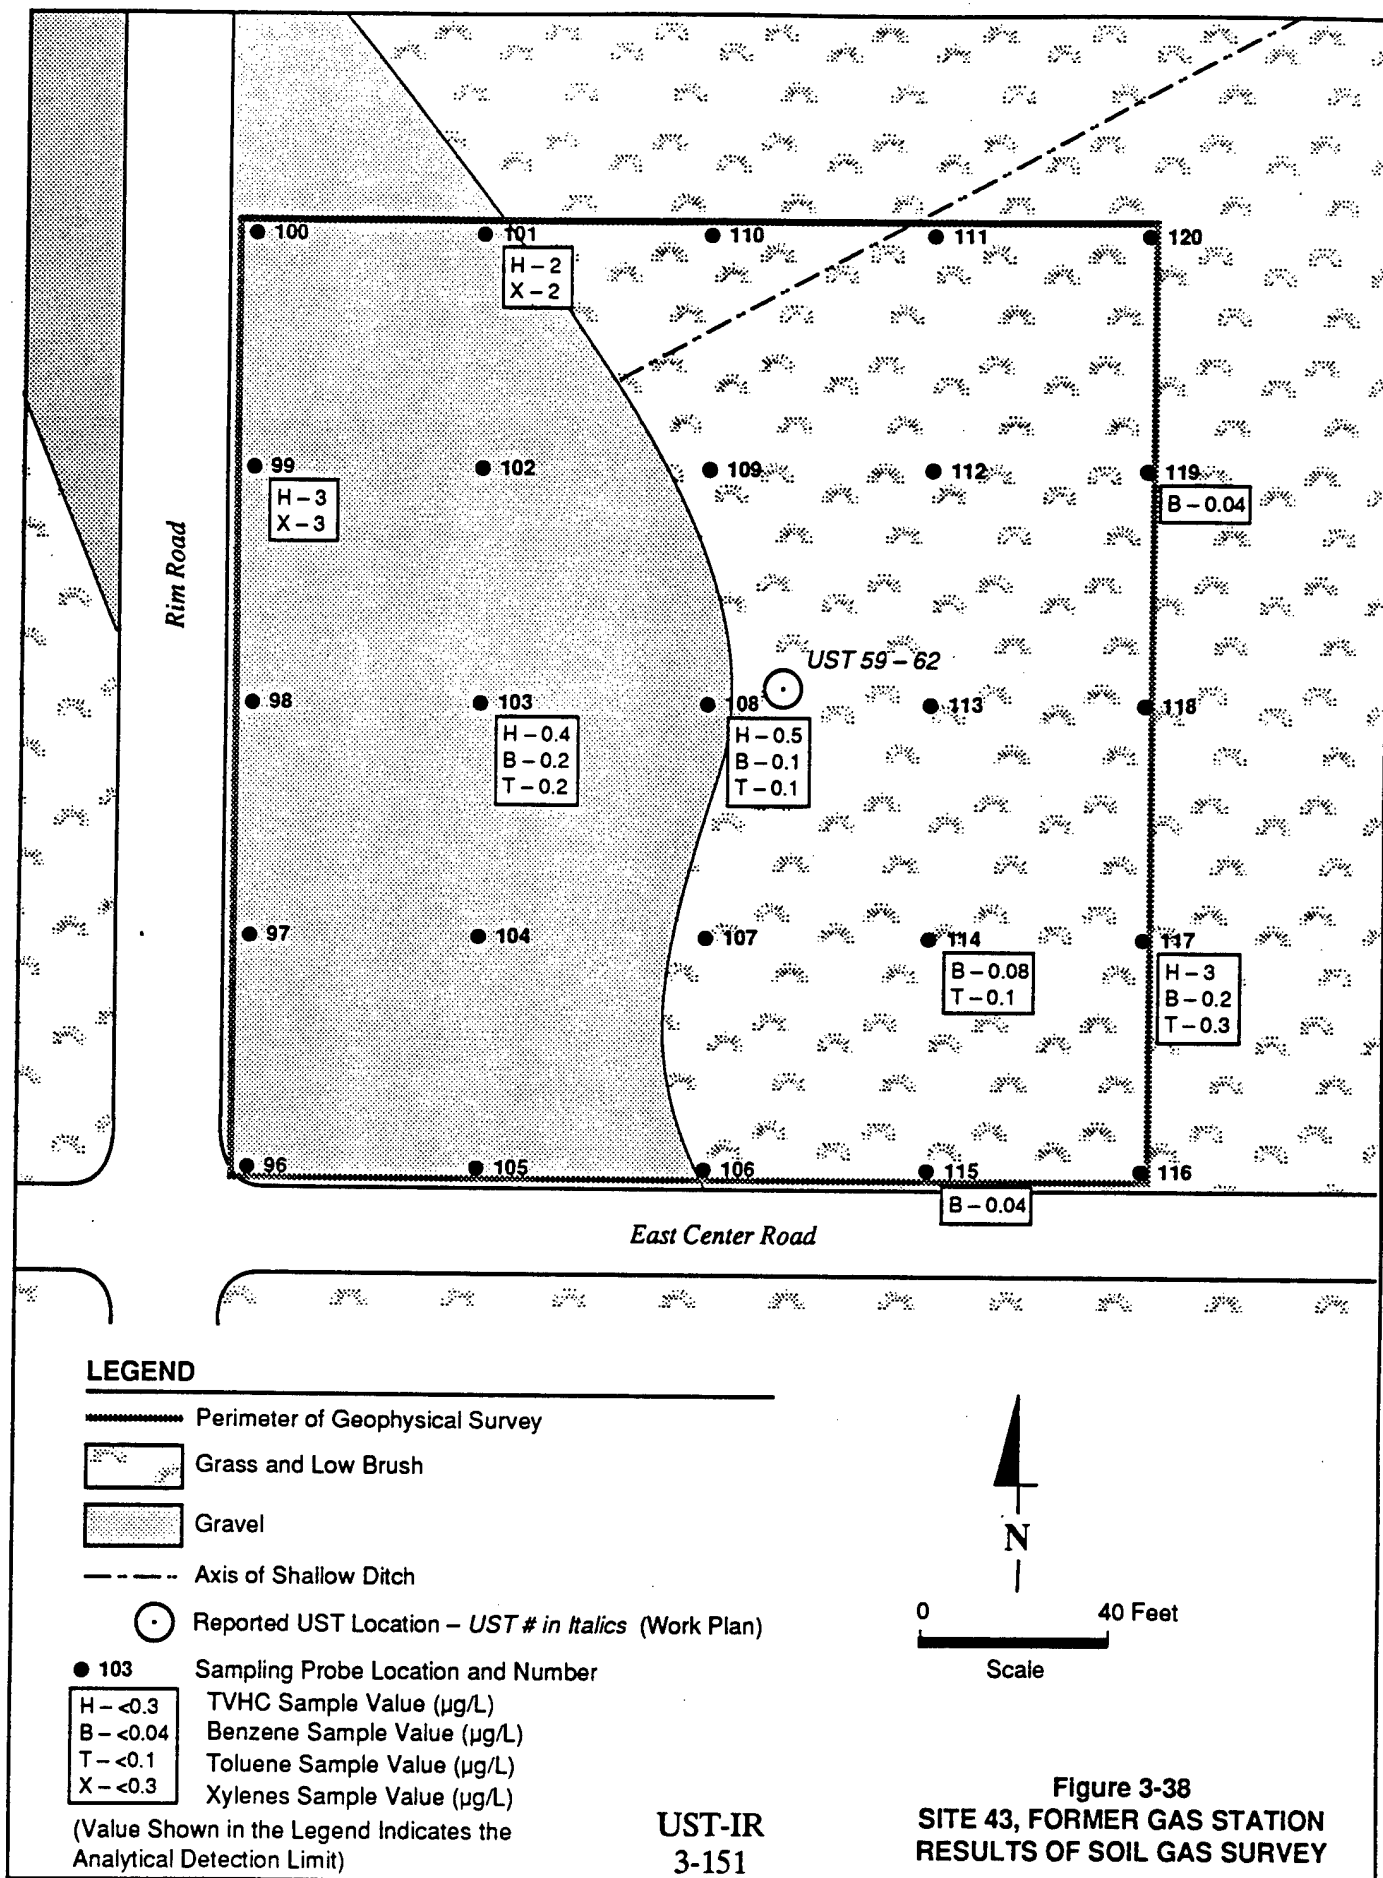 100
101
110
111
120
H – 2
X – 2
99
102
109
112
119
H – 3
X – 3
B – 0.04
Rim Road
UST 59 – 62
98
103
108
113
118
H – 0.4
B – 0.2
T – 0.2
H – 0.5
B – 0.1
T – 0.1
97
104
107
114
117
B – 0.08
T – 0.1
H – 3
B – 0.2
T – 0.3
96
105
106
115
116
B – 0.04
East Center Road
LEGEND
Perimeter of Geophysical Survey
Grass and Low Brush
Gravel
Axis of Shallow Ditch
Reported UST Location – UST # in Italics (Work Plan)
103 Sampling Probe Location and Number
H – <0.3 TVHC Sample Value (µg/L)
B – <0.04 Benzene Sample Value (µg/L)
T – <0.1 Toluene Sample Value (µg/L)
X – <0.3 Xylenes Sample Value (µg/L)
(Value Shown in the Legend Indicates the
Analytical Detection Limit)
N
0 40 Feet
Scale
UST-IR
3-151
Figure 3-38
SITE 43, FORMER GAS STATION
RESULTS OF SOIL GAS SURVEY